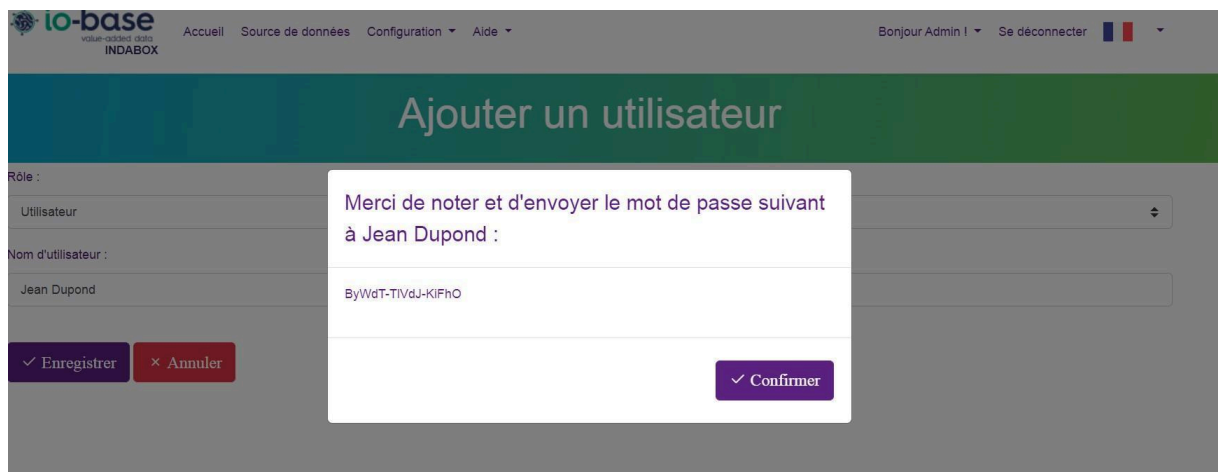 io-base
value-added data
INDABOX
Accueil Source de données Configuration Aide Bonjour Admin ! Se déconnecter
Ajouter un utilisateur
Rôle :
Utilisateur
Nom d'utilisateur :
Jean Dupond
Merci de noter et d'envoyer le mot de passe suivant
à Jean Dupond :
ByWdT-TlVdJ-KiFhO
Confirmer
Enregistrer Annuler